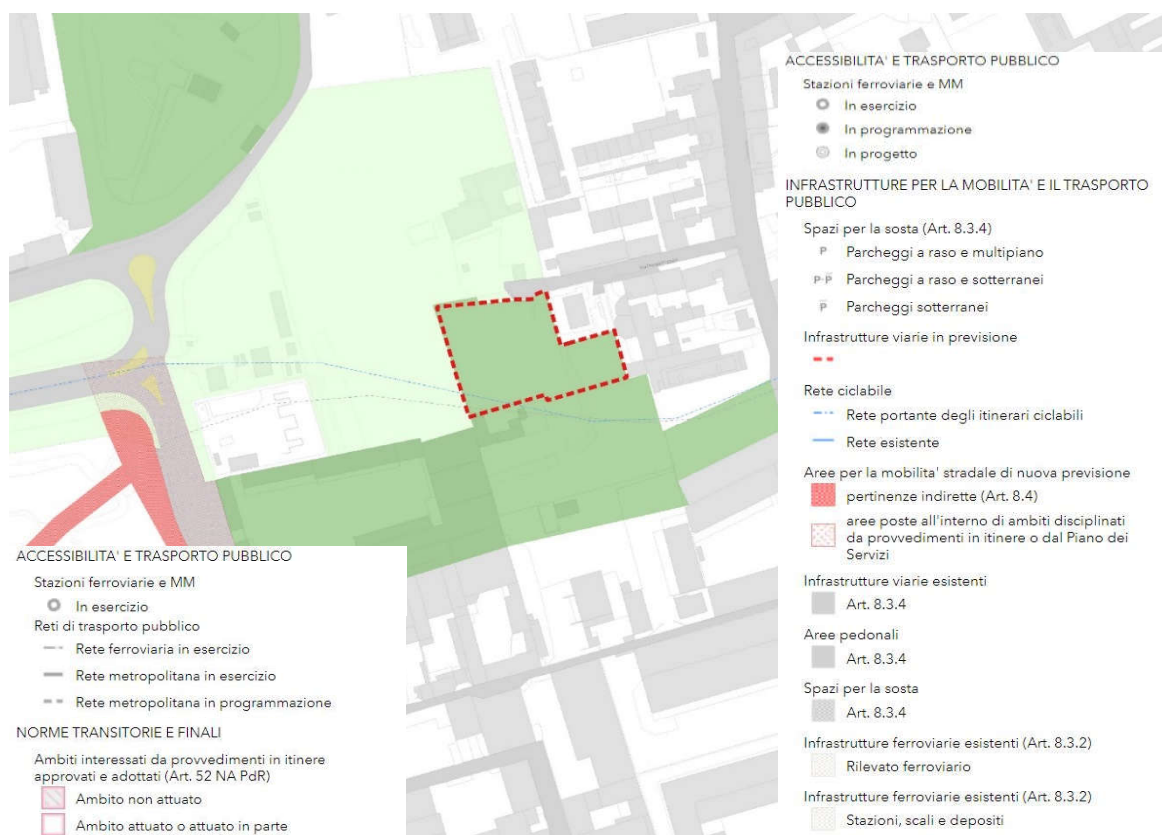 ACCESSIBILITA' E TRASPORTO PUBBLICO
Stazioni ferroviarie e MM
In esercizio
In programmazione
In progetto
INFRASTRUTTURE PER LA MOBILITA' E IL TRASPORTO
PUBBLICO
Spazi per la sosta (Art. 8.3.4)
P Parcheggi a raso e multipiano
P-P Parcheggi a raso e sotterranei
P Parcheggi sotterranei
Infrastrutture viarie in previsione
Rete ciclabile
Rete portante degli itinerari ciclabili
Rete esistente
Aree per la mobilita' stradale di nuova previsione
pertinenze indirette (Art. 8.4)
aree poste all'interno di ambiti disciplinati
da provvedimenti in itinere o dal Piano dei
Servizi
Infrastrutture viarie esistenti
Art. 8.3.4
Aree pedonali
Art. 8.3.4
Spazi per la sosta
Art. 8.3.4
Infrastrutture ferroviarie esistenti (Art. 8.3.2)
Rilevato ferroviario
Infrastrutture ferroviarie esistenti (Art. 8.3.2)
Stazioni, scali e depositi
ACCESSIBILITA' E TRASPORTO PUBBLICO
Stazioni ferroviarie e MM
In esercizio
Reti di trasporto pubblico
Rete ferroviaria in esercizio
Rete metropolitana in esercizio
Rete metropolitana in programmazione
NORME TRANSITORIE E FINALI
Ambiti interessati da provvedimenti in itinere
approvati e adottati (Art. 52 NA PdR)
Ambito non attuato
Ambito attuato o attuato in parte